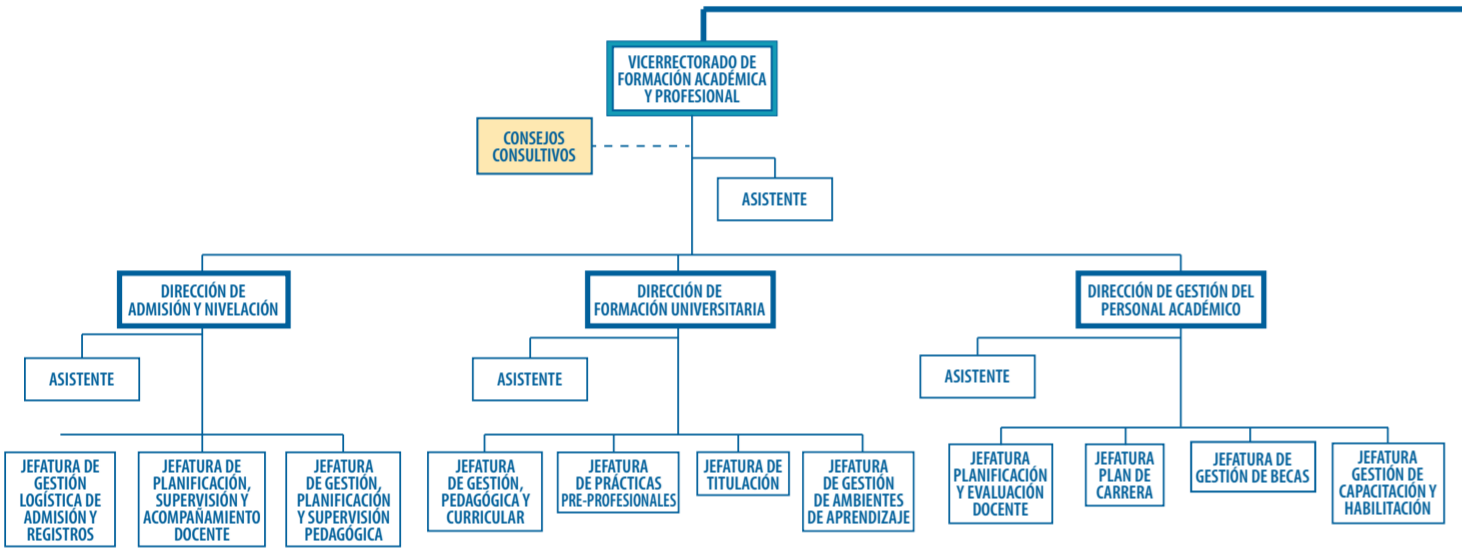 VICERRECTORADO DE
FORMACIÓN ACADÉMICA
Y PROFESIONAL
CONSEJOS
CONSULTIVOS
ASISTENTE
DIRECCIÓN DE
ADMISIÓN Y NIVELACIÓN
DIRECCIÓN DE
FORMACIÓN UNIVERSITARIA
DIRECCIÓN DE GESTIÓN DEL
PERSONAL ACADÉMICO
ASISTENTE
ASISTENTE
ASISTENTE
JEFATURA DE
GESTIÓN
LOGÍSTICA DE
ADMISIÓN Y
REGISTROS
JEFATURA DE
PLANIFICACIÓN,
SUPERVISIÓN Y
ACOMPAÑAMIENTO
DOCENTE
JEFATURA
DE GESTIÓN,
PLANIFICACIÓN
Y SUPERVISIÓN
PEDAGÓGICA
JEFATURA
DE GESTIÓN,
PEDAGÓGICA Y
CURRICULAR
JEFATURA
DE PRÁCTICAS
PRE-PROFESIONALES
JEFATURA DE
TITULACIÓN
JEFATURA
DE GESTIÓN
DE AMBIENTES
DE APRENDIZAJE
JEFATURA
PLANIFICACIÓN
Y EVALUACIÓN
DOCENTE
JEFATURA
PLAN DE
CARRERA
JEFATURA DE
GESTIÓN DE BECAS
JEFATURA
GESTIÓN DE
CAPACITACIÓN Y
HABILITACIÓN